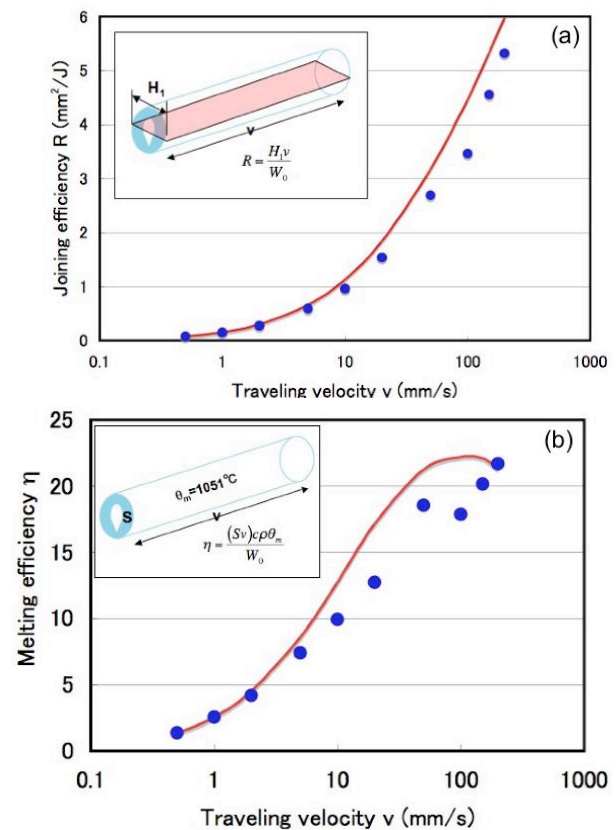 6
(a)
5
4
3
2
1
0
Joining efficiency R (mm²/J)
H₁
v
R = H₁v / W₀
0.1 1 10 100 1000
Traveling velocity v (mm/s)
25
(b)
20
15
10
5
0
Melting efficiency η
θₘ=1051℃
S
v
η = (Sv)cρθₘ / W₀
0.1 1 10 100 1000
Traveling velocity v (mm/s)